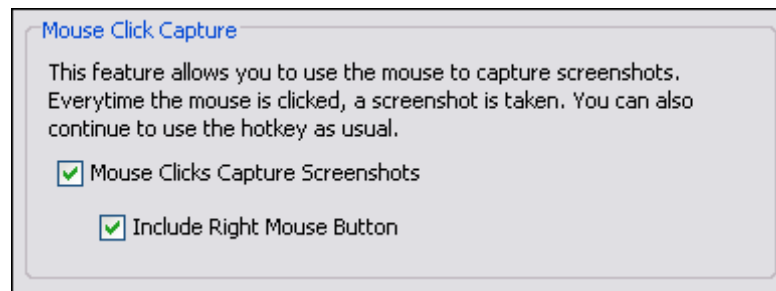 Mouse Click Capture
This feature allows you to use the mouse to capture screenshots.
Everytime the mouse is clicked, a screenshot is taken. You can also
continue to use the hotkey as usual.
Mouse Clicks Capture Screenshots
Include Right Mouse Button